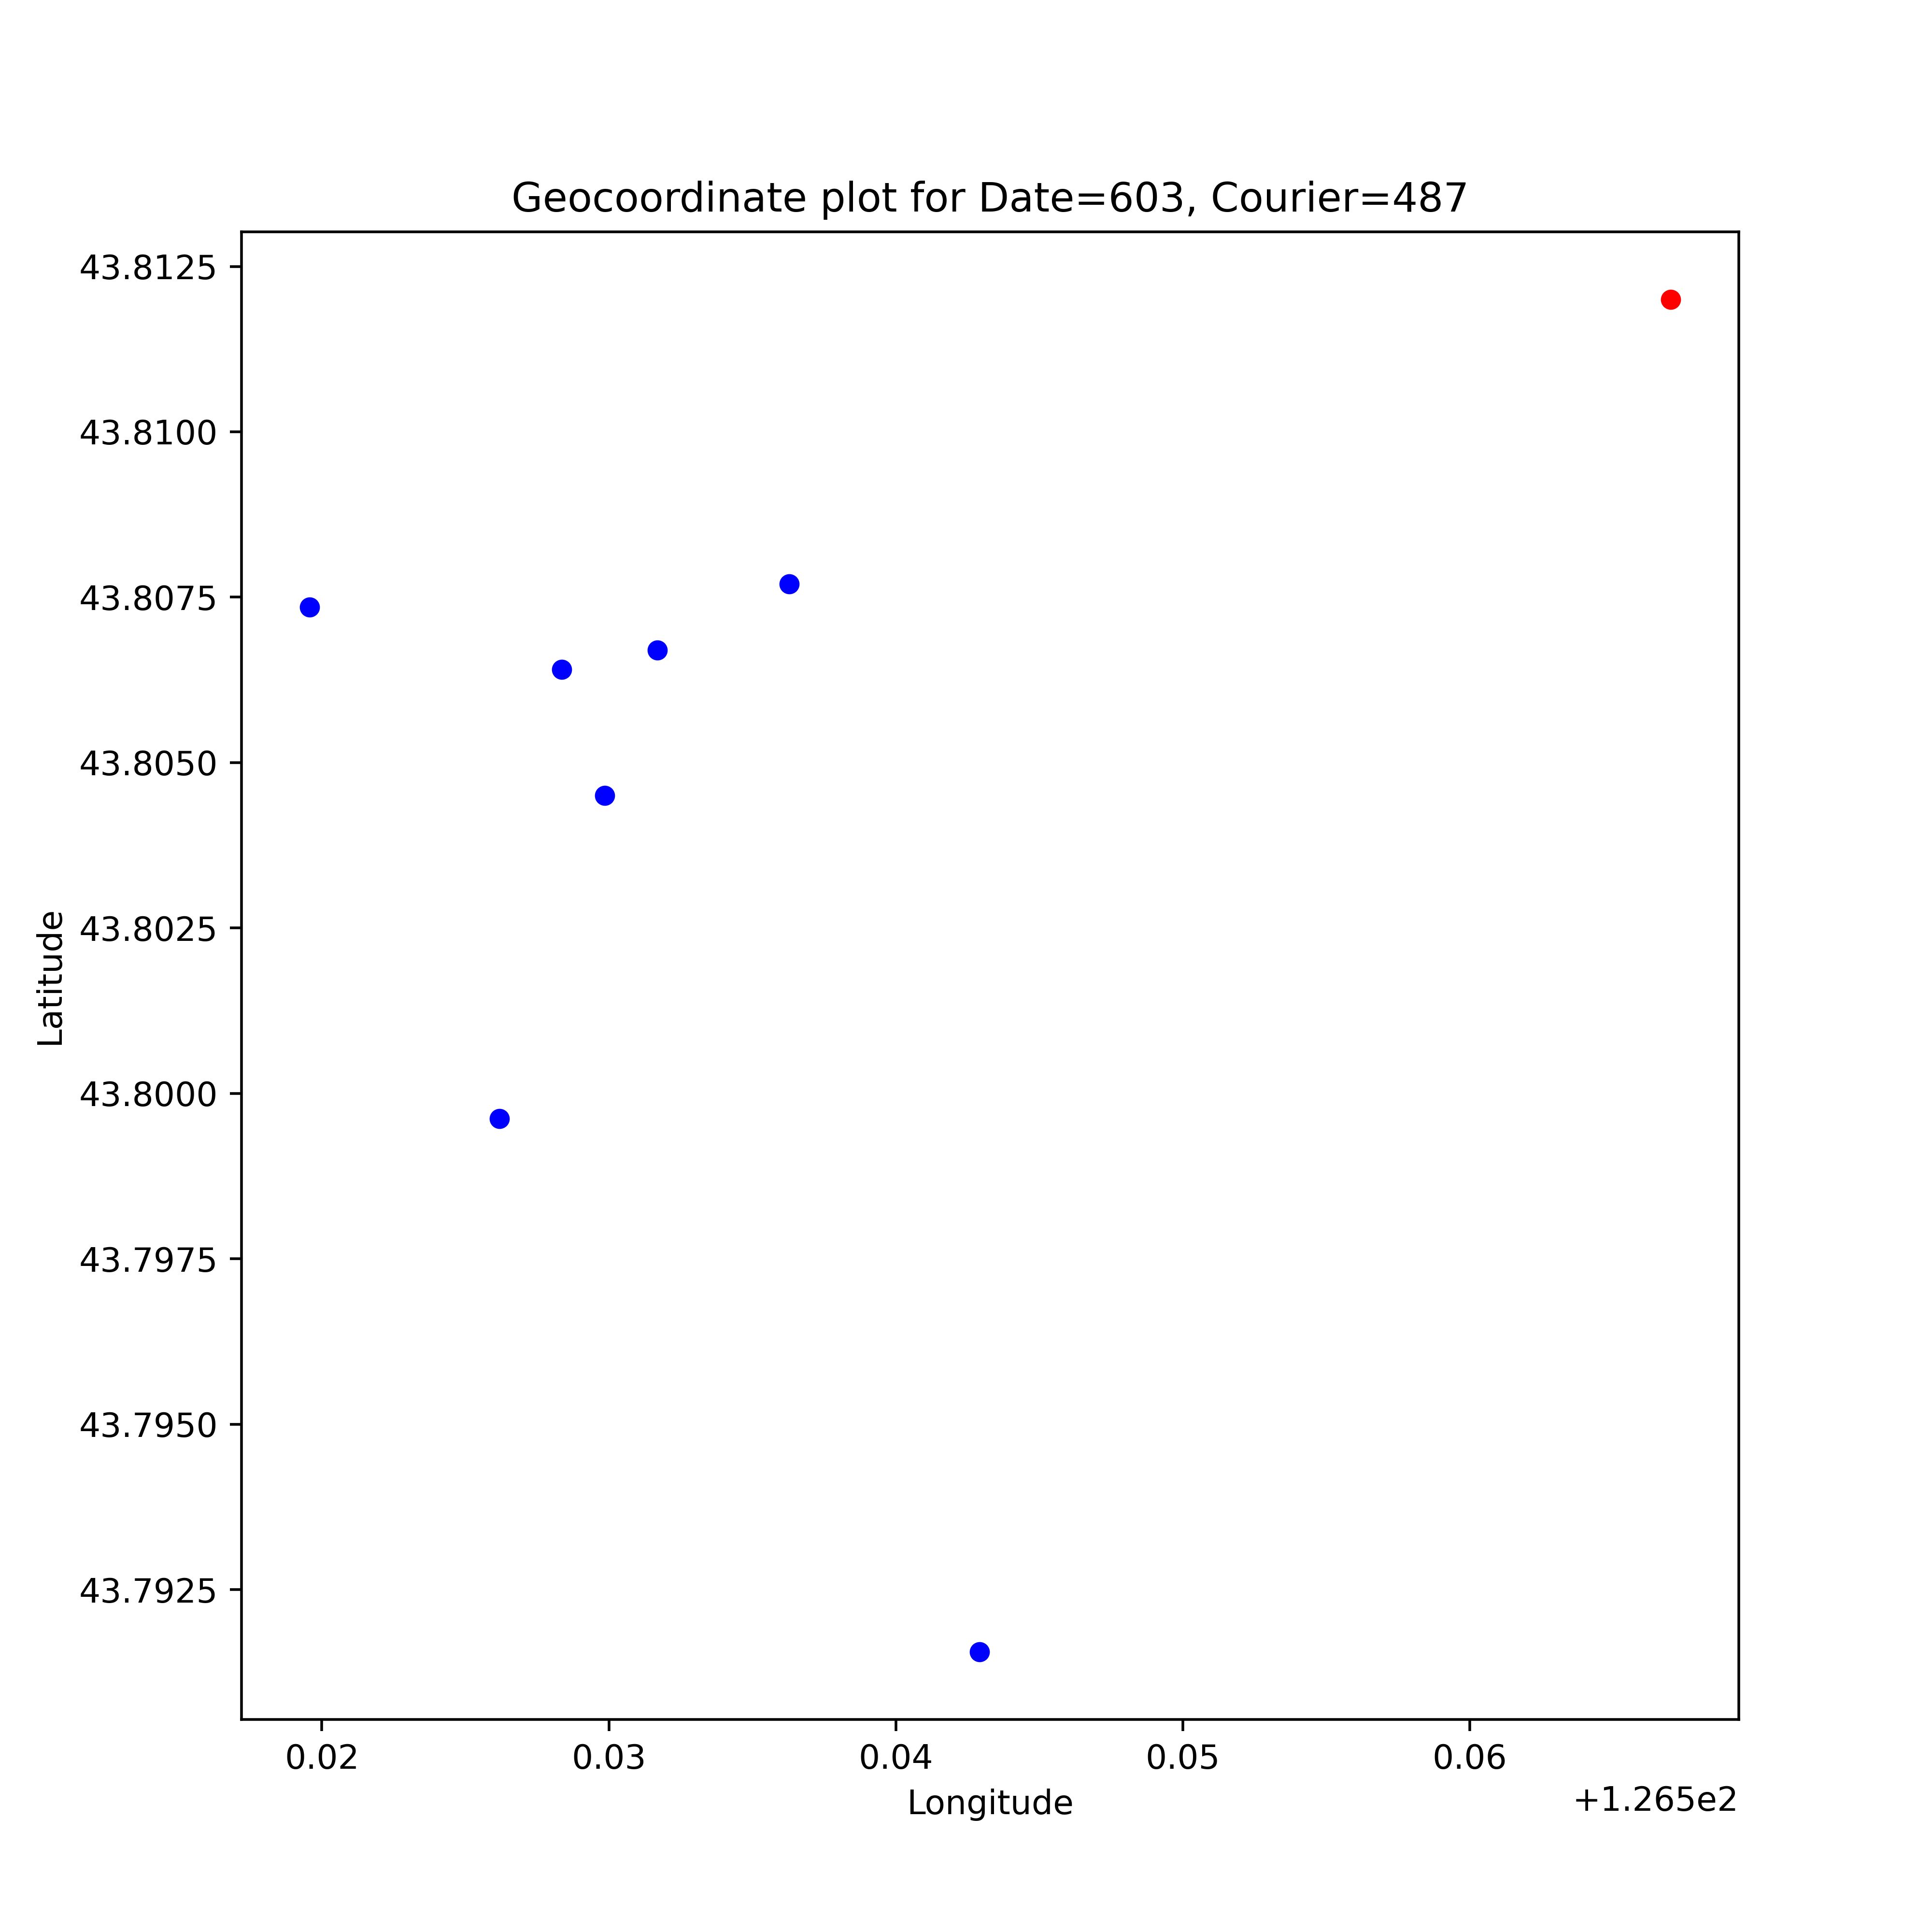 Geocoordinate plot for Date=603, Courier=487
43.8125
43.8100
43.8075
43.8050
43.8025
43.8000
43.7975
43.7950
43.7925
Latitude
0.02 0.03 0.04 0.05 0.06
+1.265e2
Longitude